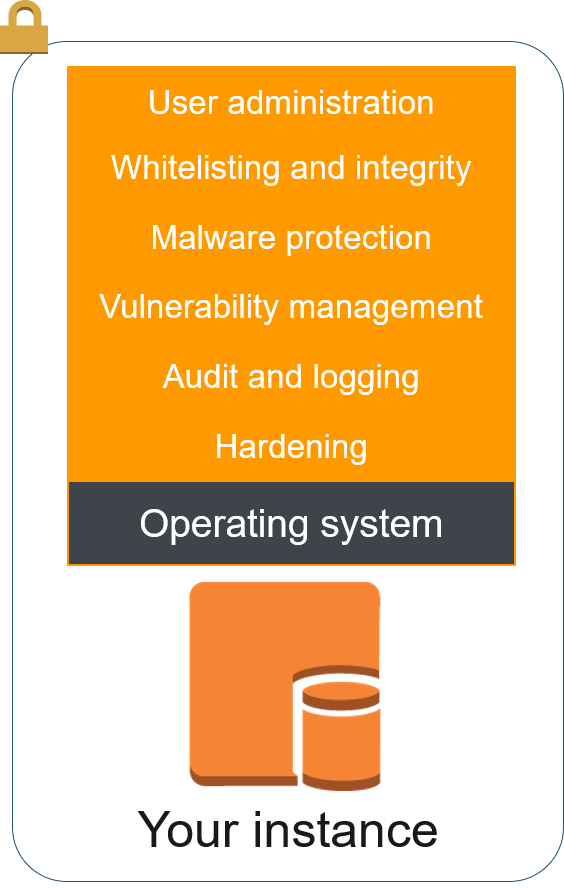 User administration
Whitelisting and integrity
Malware protection
Vulnerability management
Audit and logging
Hardening
Operating system
Your instance